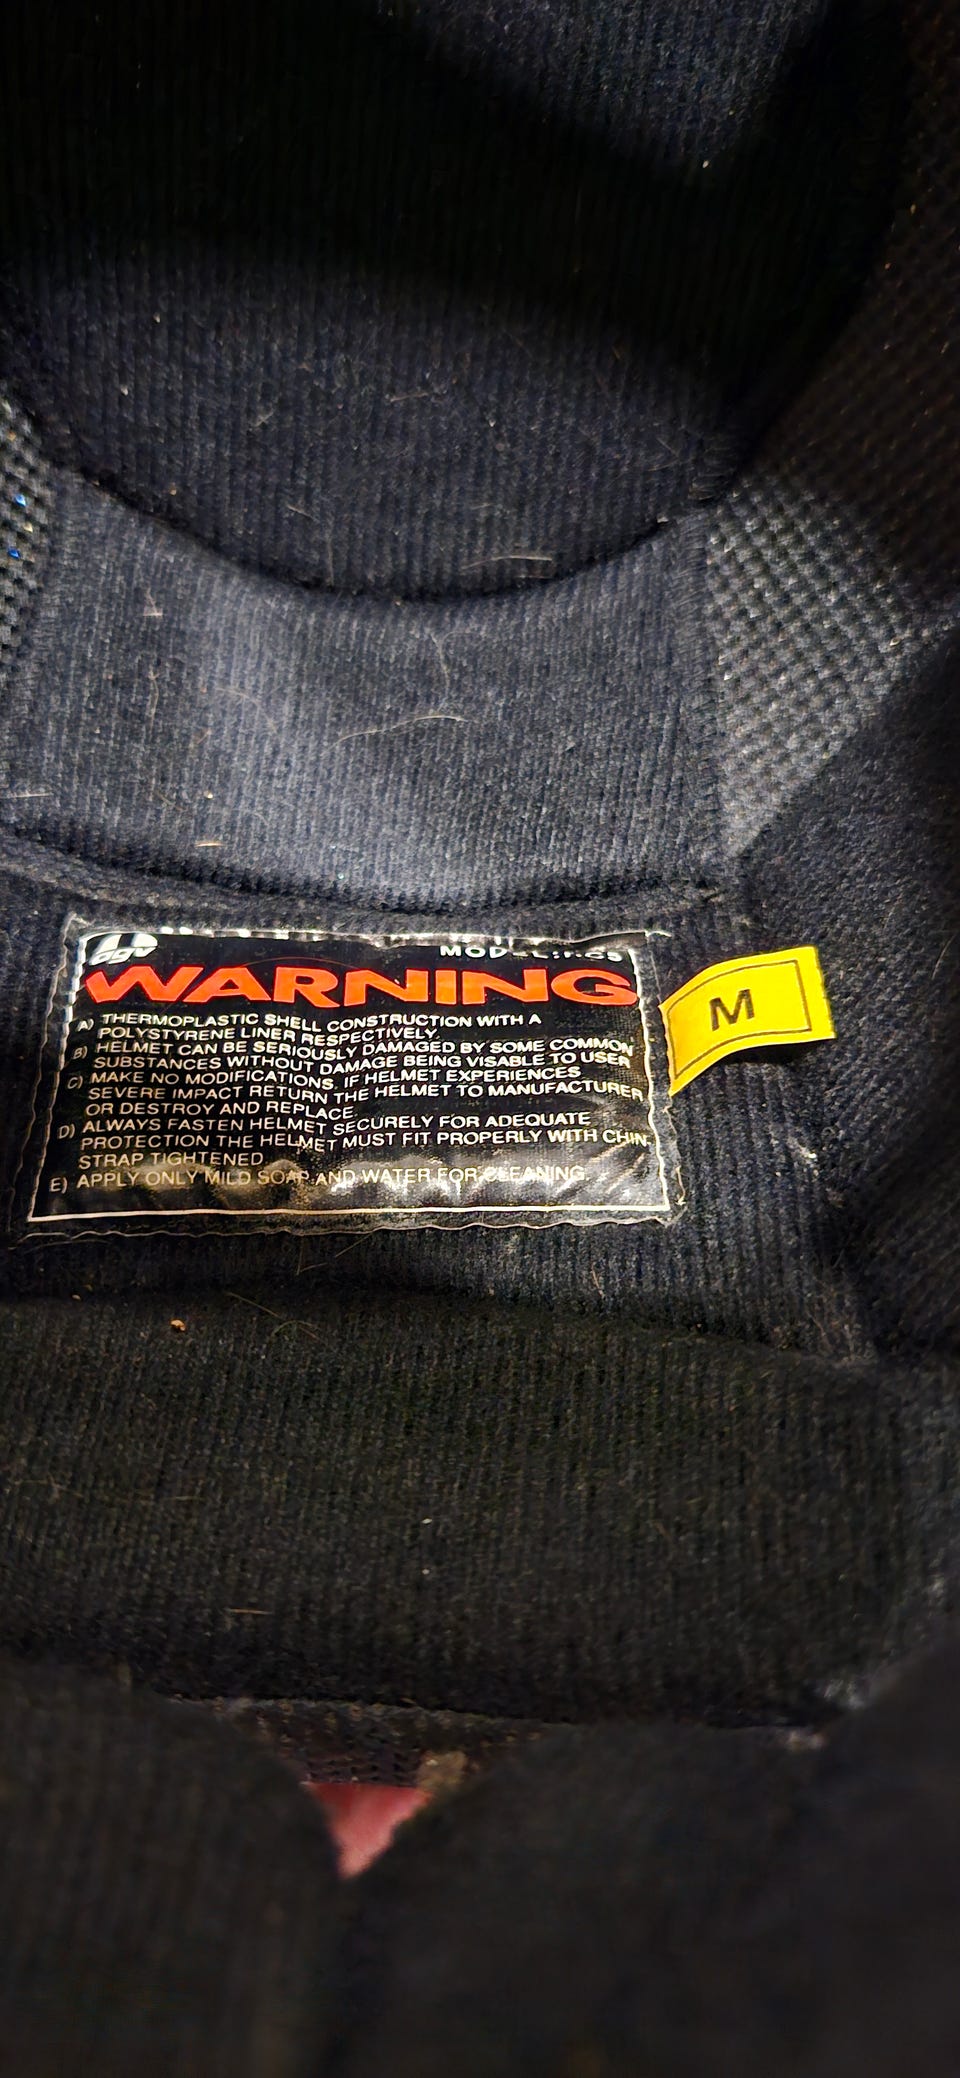 agv
WARNING
M
A) THERMOPLASTIC SHELL CONSTRUCTION WITH A
POLYSTYRENE LINER RESPECTIVELY.
B) HELMET CAN BE SERIOUSLY DAMAGED BY SOME COMMON
SUBSTANCES WITHOUT DAMAGE BEING VISABLE TO USER
C) MAKE NO MODIFICATIONS. IF HELMET EXPERIENCES
SEVERE IMPACT RETURN THE HELMET TO MANUFACTURER
OR DESTROY AND REPLACE.
D) ALWAYS FASTEN HELMET SECURELY FOR ADEQUATE
PROTECTION THE HELMET MUST FIT PROPERLY WITH CHIN
STRAP TIGHTENED
E) APPLY ONLY MILD SOAP AND WATER FOR CLEANING.